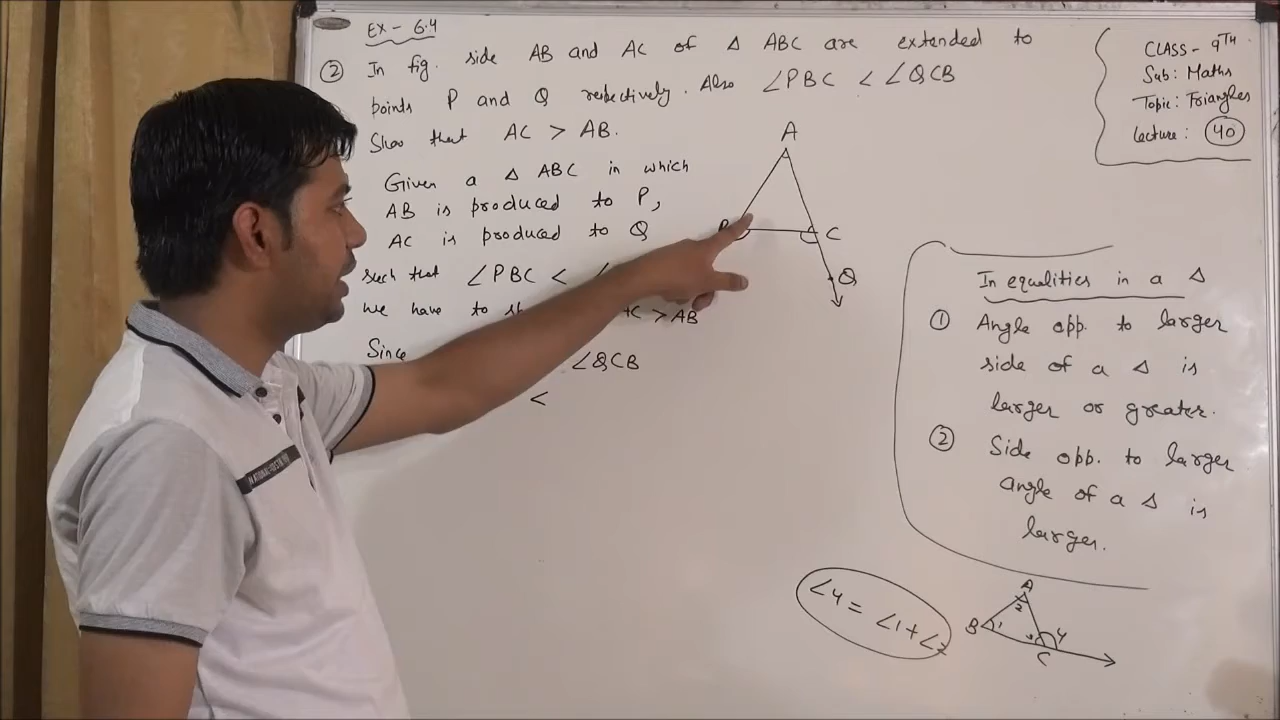 EX - 6.4
② In fig. side AB and AC of Δ ABC are extended to
points P and Q respectively. Also ∠PBC < ∠QCB
Show that AC > AB.
Given a Δ ABC in which
AB is produced to P,
AC is produced to Q
such that ∠PBC <
we have to > AB
Since ∠QCB
<
A
C
Q
CLASS - 9TH.
Sub: Maths
Topic: Triangles
Lecture: 40
In equalities in a Δ
① Angle opp. to larger
side of a Δ is
larger or greater.
② Side opp. to larger
angle of a Δ is
larger.
∠4 = ∠1+∠2
A
2
B 1
4
C